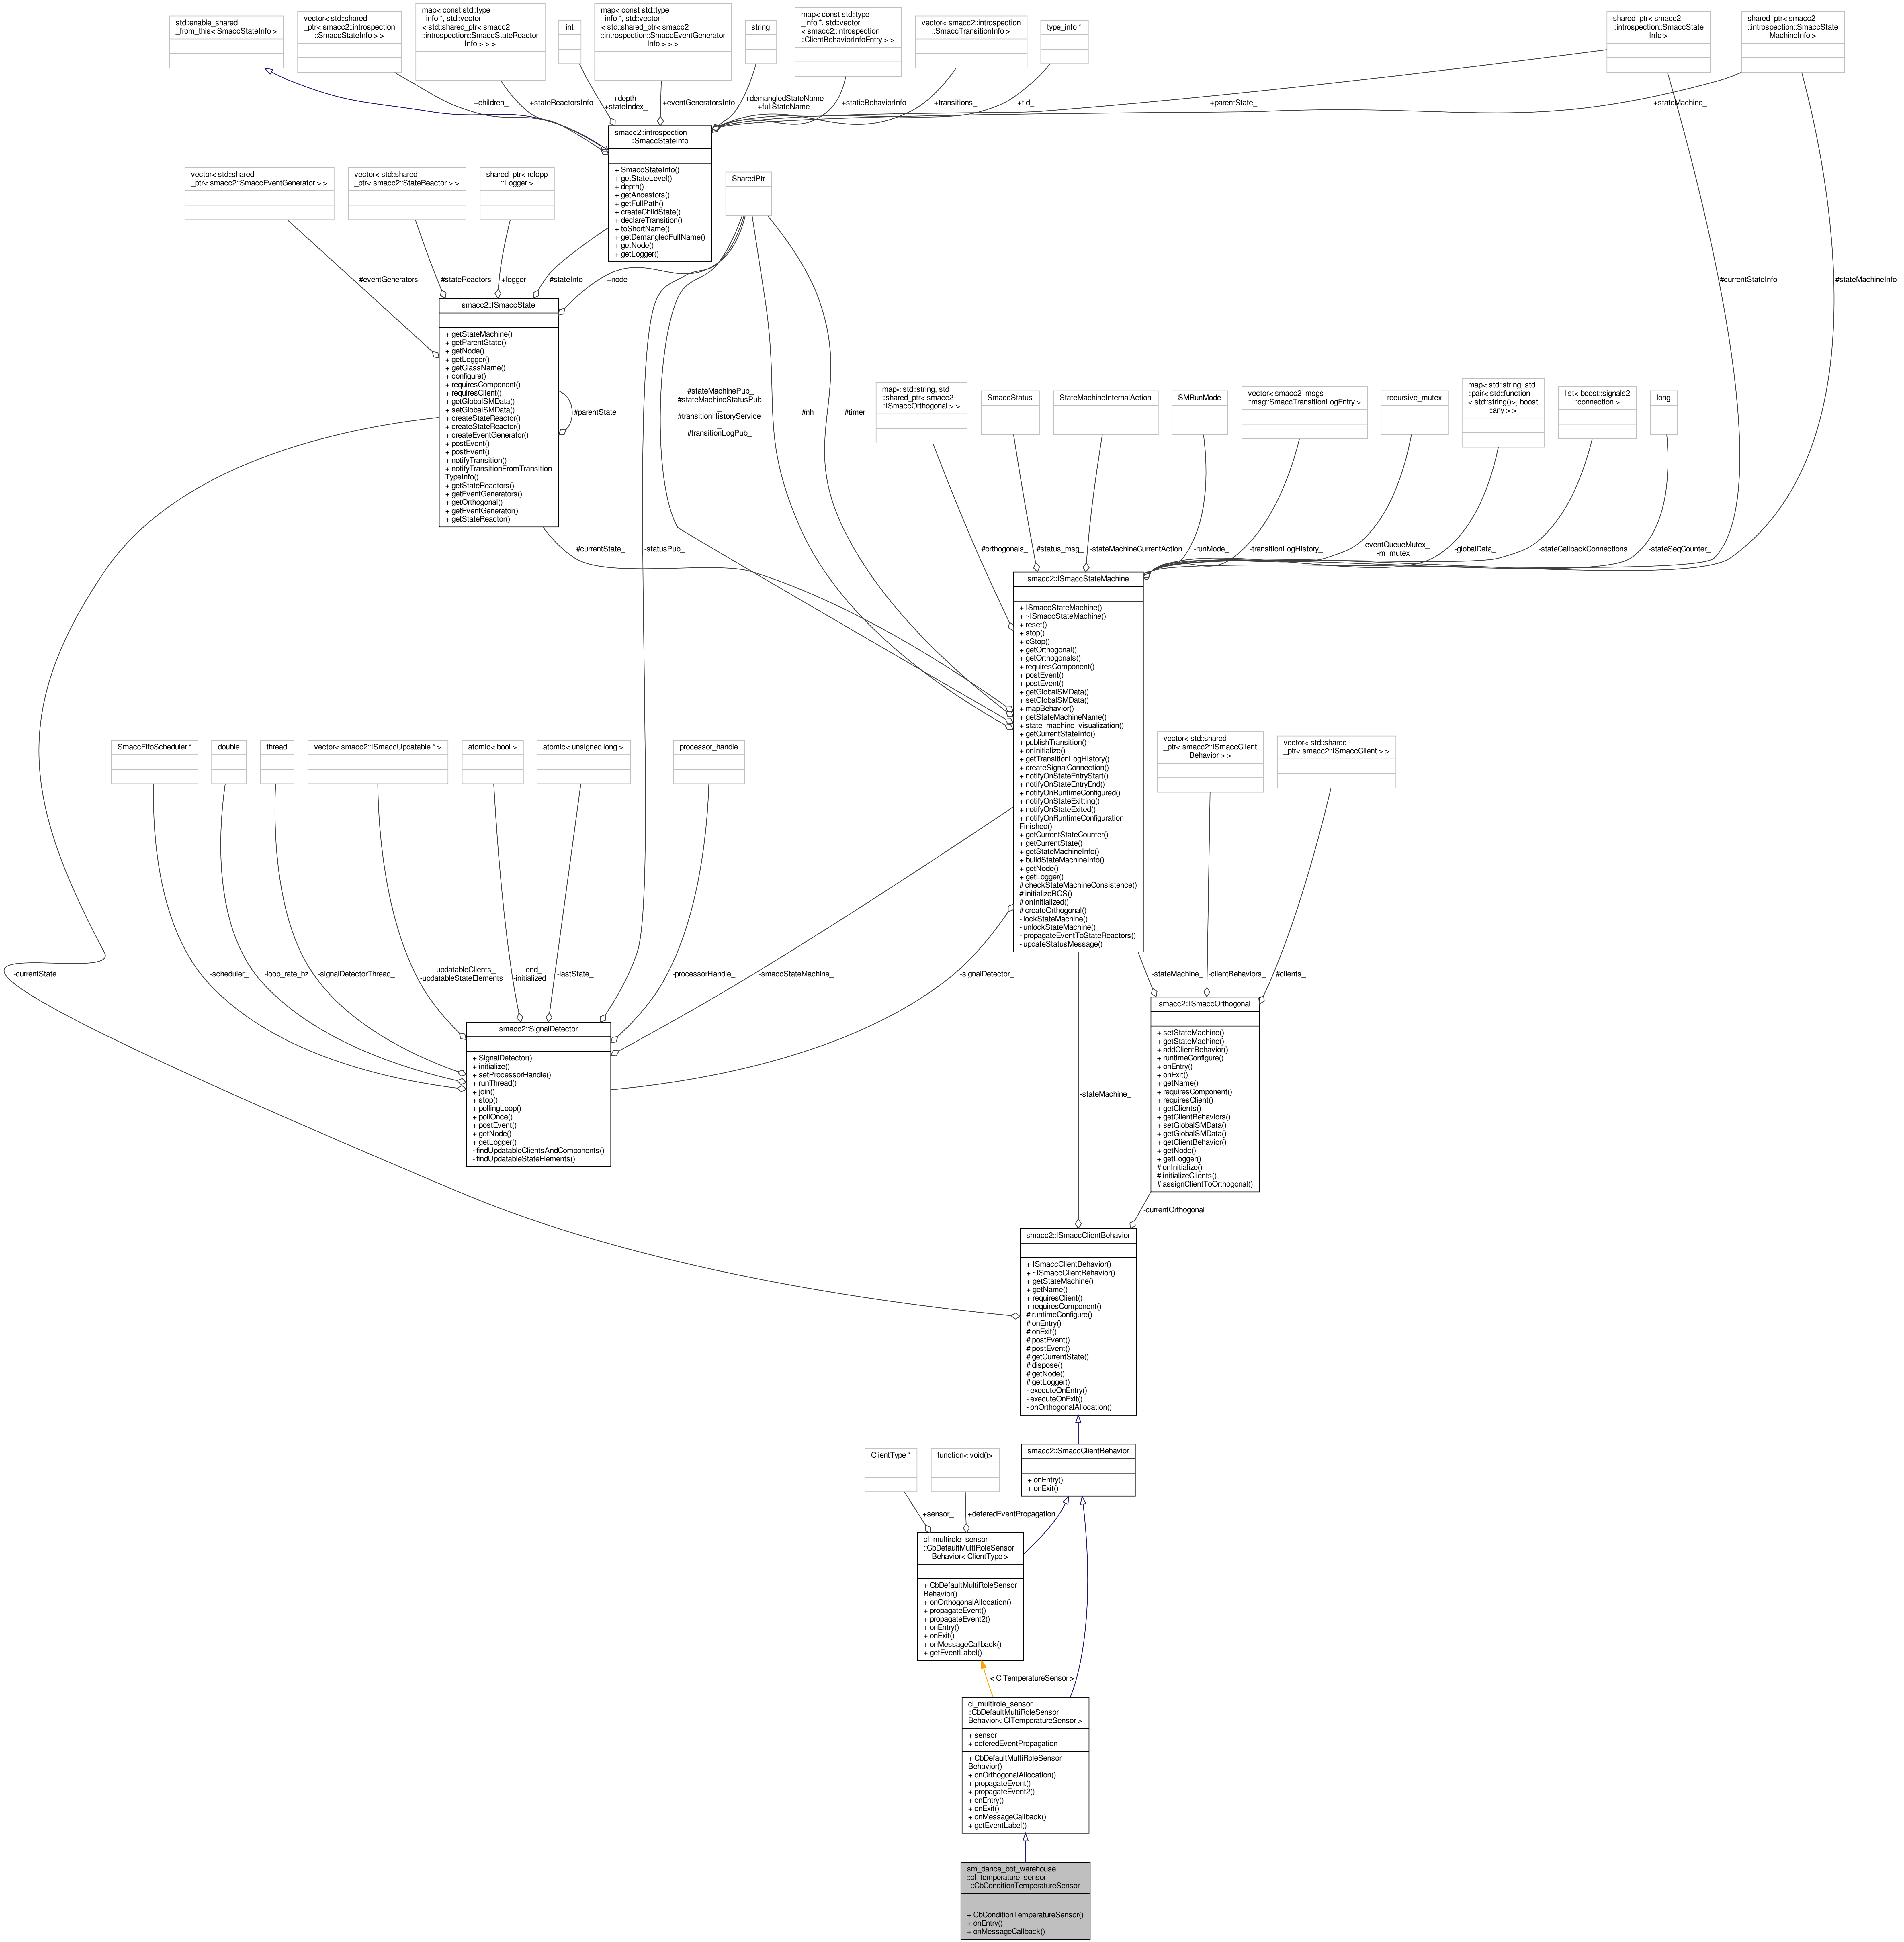 std::enable_shared
_from_this< SmaccStateInfo >
vector< std::shared
_ptr< smacc2::introspection
::SmaccStateInfo > >
map< const std::type
_info *, std::vector
< std::shared_ptr< smacc2
::introspection::SmaccStateReactor
Info > > >
int
map< const std::type
_info *, std::vector
< std::shared_ptr< smacc2
::introspection::SmaccEventGenerator
Info > > >
string
map< const std::type
_info *, std::vector
< smacc2::introspection
::ClientBehaviorInfoEntry > >
vector< smacc2::introspection
::SmaccTransitionInfo >
type_info *
shared_ptr< smacc2
::introspection::SmaccState
Info >
shared_ptr< smacc2
::introspection::SmaccState
MachineInfo >
+children_
+stateReactorsInfo
+depth_
+stateIndex_
+eventGeneratorsInfo
+demangledStateName
+fullStateName
+staticBehaviorInfo
+transitions_
+tid_
+parentState_
+stateMachine_
smacc2::introspection
::SmaccStateInfo
+ SmaccStateInfo()
+ getStateLevel()
+ depth()
+ getAncestors()
+ getFullPath()
+ createChildState()
+ declareTransition()
+ toShortName()
+ getDemangledFullName()
+ getNode()
+ getLogger()
vector< std::shared
_ptr< smacc2::SmaccEventGenerator > >
vector< std::shared
_ptr< smacc2::StateReactor > >
shared_ptr< rclcpp
::Logger >
SharedPtr
#eventGenerators_
#stateReactors_
+logger_
#stateInfo_
+node_
#currentStateInfo_
#stateMachineInfo_
smacc2::ISmaccState
+ getStateMachine()
+ getParentState()
+ getNode()
+ getLogger()
+ getClassName()
+ configure()
+ requiresComponent()
+ requiresClient()
+ getGlobalSMData()
+ setGlobalSMData()
+ createStateReactor()
+ createStateReactor()
+ createEventGenerator()
+ postEvent()
+ postEvent()
+ notifyTransition()
+ notifyTransitionFromTransition
TypeInfo()
+ getStateReactors()
+ getEventGenerators()
+ getOrthogonal()
+ getEventGenerator()
+ getStateReactor()
#parentState_
#stateMachinePub_
#stateMachineStatusPub
_
#transitionHistoryService
_
#transitionLogPub_
#nh_
#timer_
map< std::string, std
::shared_ptr< smacc2
::ISmaccOrthogonal > >
SmaccStatus
StateMachineInternalAction
SMRunMode
vector< smacc2_msgs
::msg::SmaccTransitionLogEntry >
recursive_mutex
map< std::string, std
::pair< std::function
< std::string()>, boost
::any > >
list< boost::signals2
::connection >
long
#currentState_
-statusPub_
#orthogonals_
#status_msg_
-stateMachineCurrentAction
-runMode_
-transitionLogHistory_
-eventQueueMutex_
-m_mutex_
-globalData_
-stateCallbackConnections
-stateSeqCounter_
smacc2::ISmaccStateMachine
+ ISmaccStateMachine()
+ ~ISmaccStateMachine()
+ reset()
+ stop()
+ eStop()
+ getOrthogonal()
+ getOrthogonals()
+ requiresComponent()
+ postEvent()
+ postEvent()
+ getGlobalSMData()
+ setGlobalSMData()
+ mapBehavior()
+ getStateMachineName()
+ state_machine_visualization()
+ getCurrentStateInfo()
+ publishTransition()
+ onInitialize()
+ getTransitionLogHistory()
+ createSignalConnection()
+ notifyOnStateEntryStart()
+ notifyOnStateEntryEnd()
+ notifyOnRuntimeConfigured()
+ notifyOnStateExitting()
+ notifyOnStateExited()
+ notifyOnRuntimeConfiguration
Finished()
+ getCurrentStateCounter()
+ getCurrentState()
+ getStateMachineInfo()
+ buildStateMachineInfo()
+ getNode()
+ getLogger()
# checkStateMachineConsistence()
# initializeROS()
# onInitialized()
# createOrthogonal()
- lockStateMachine()
- unlockStateMachine()
- propagateEventToStateReactors()
- updateStatusMessage()
SmaccFifoScheduler *
double
thread
vector< smacc2::ISmaccUpdatable * >
atomic< bool >
atomic< unsigned long >
processor_handle
vector< std::shared
_ptr< smacc2::ISmaccClient
Behavior > >
vector< std::shared
_ptr< smacc2::ISmaccClient > >
-currentState
-scheduler_
-loop_rate_hz
-signalDetectorThread_
-updatableClients_
-updatableStateElements_
-end_
-initialized_
-lastState_
-processorHandle_
-smaccStateMachine_
-signalDetector_
-stateMachine_
-clientBehaviors_
#clients_
smacc2::SignalDetector
+ SignalDetector()
+ initialize()
+ setProcessorHandle()
+ runThread()
+ join()
+ stop()
+ pollingLoop()
+ pollOnce()
+ postEvent()
+ getNode()
+ getLogger()
- findUpdatableClientsAndComponents()
- findUpdatableStateElements()
smacc2::ISmaccOrthogonal
+ setStateMachine()
+ getStateMachine()
+ addClientBehavior()
+ runtimeConfigure()
+ onEntry()
+ onExit()
+ getName()
+ requiresComponent()
+ requiresClient()
+ getClients()
+ getClientBehaviors()
+ setGlobalSMData()
+ getGlobalSMData()
+ getClientBehavior()
+ getNode()
+ getLogger()
# onInitialize()
# initializeClients()
# assignClientToOrthogonal()
-stateMachine_
-currentOrthogonal
smacc2::ISmaccClientBehavior
+ ISmaccClientBehavior()
+ ~ISmaccClientBehavior()
+ getStateMachine()
+ getName()
+ requiresClient()
+ requiresComponent()
# runtimeConfigure()
# onEntry()
# onExit()
# postEvent()
# postEvent()
# getCurrentState()
# dispose()
# getNode()
# getLogger()
- executeOnEntry()
- executeOnExit()
- onOrthogonalAllocation()
ClientType *
function< void()>
smacc2::SmaccClientBehavior
+ onEntry()
+ onExit()
+sensor_
+deferedEventPropagation
cl_multirole_sensor
::CbDefaultMultiRoleSensor
Behavior< ClientType >
+ CbDefaultMultiRoleSensor
Behavior()
+ onOrthogonalAllocation()
+ propagateEvent()
+ propagateEvent2()
+ onEntry()
+ onExit()
+ onMessageCallback()
+ getEventLabel()
< ClTemperatureSensor >
cl_multirole_sensor
::CbDefaultMultiRoleSensor
Behavior< ClTemperatureSensor >
+ sensor_
+ deferedEventPropagation
+ CbDefaultMultiRoleSensor
Behavior()
+ onOrthogonalAllocation()
+ propagateEvent()
+ propagateEvent2()
+ onEntry()
+ onExit()
+ onMessageCallback()
+ getEventLabel()
sm_dance_bot_warehouse
::cl_temperature_sensor
::CbConditionTemperatureSensor
+ CbConditionTemperatureSensor()
+ onEntry()
+ onMessageCallback()